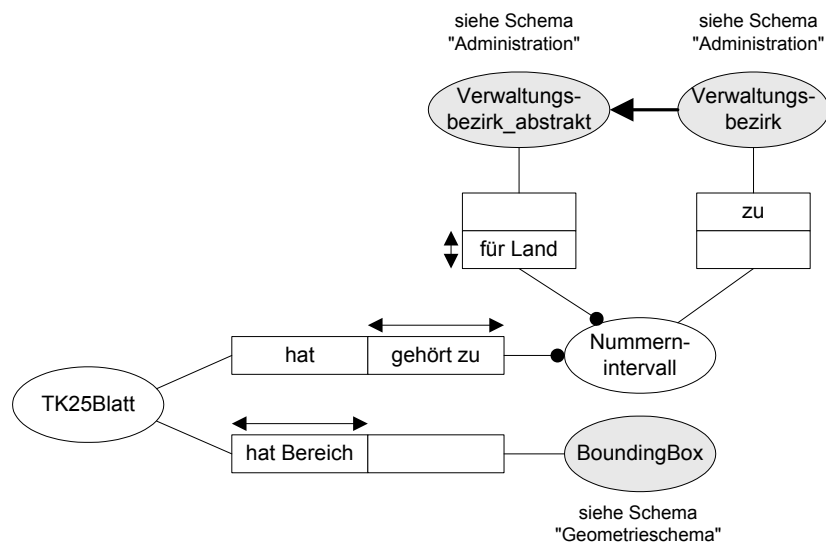 siehe Schema
"Administration"
siehe Schema
"Administration"
Verwaltungs-
bezirk_abstrakt
Verwaltungs-
bezirk
zu
für Land
hat
gehört zu
Nummern-
intervall
TK25Blatt
hat Bereich
BoundingBox
siehe Schema
"Geometrieschema"